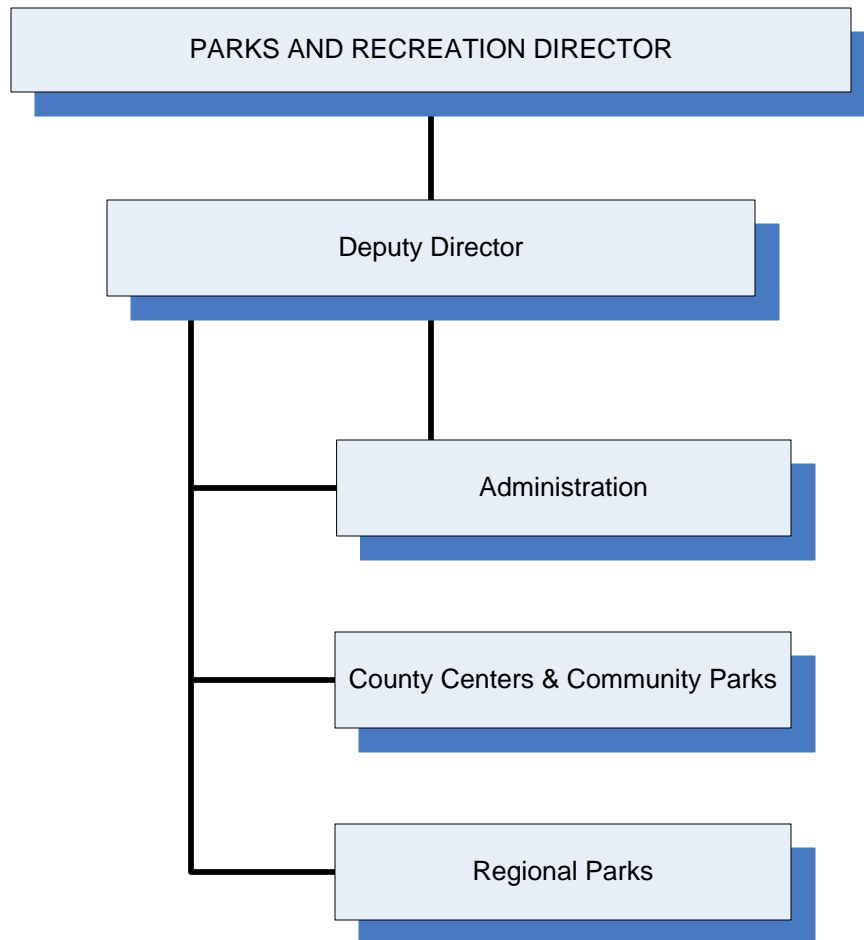 PARKS AND RECREATION DIRECTOR
Deputy Director
Administration
County Centers & Community Parks
Regional Parks